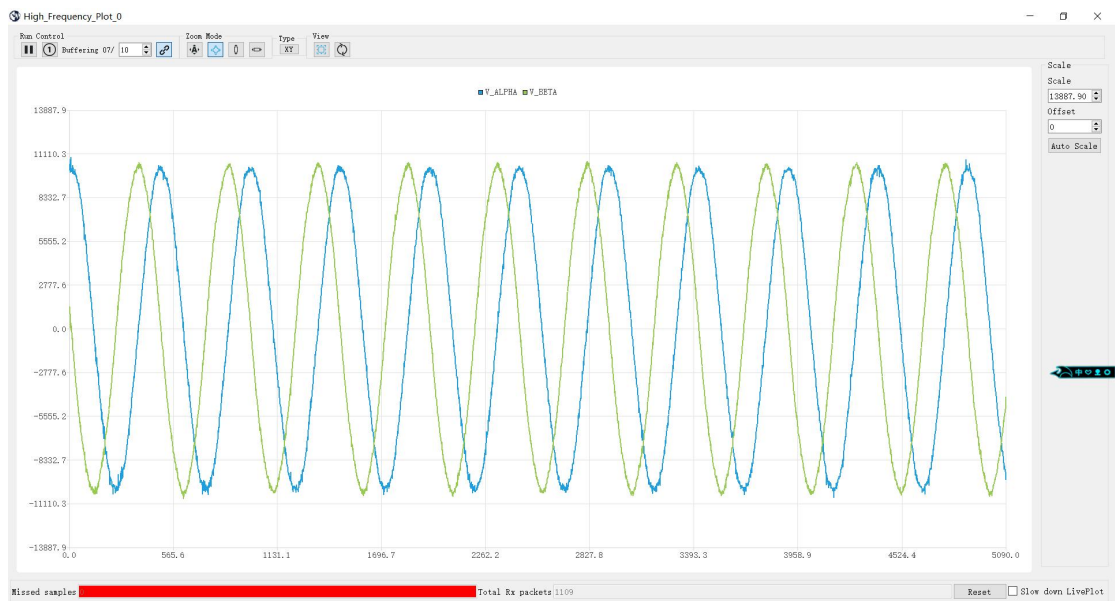 High_Frequency_Plot_0
Run Control
Zoom Mode
Type
View
1 Buffering 07/ 10
A
XY
V_ALPHA V_BETA
13887.9
11110.3
8332.7
5555.2
2777.6
0.0
-2777.6
-5555.2
-8332.7
-11110.3
-13887.9
0.0 565.6 1131.1 1696.7 2262.2 2827.8 3393.3 3958.9 4524.4 5090.0
Scale
Scale
13887.90
Offset
0
Auto Scale
中
Missed samples Total Rx packets 1109 Reset Slow down LivePlot